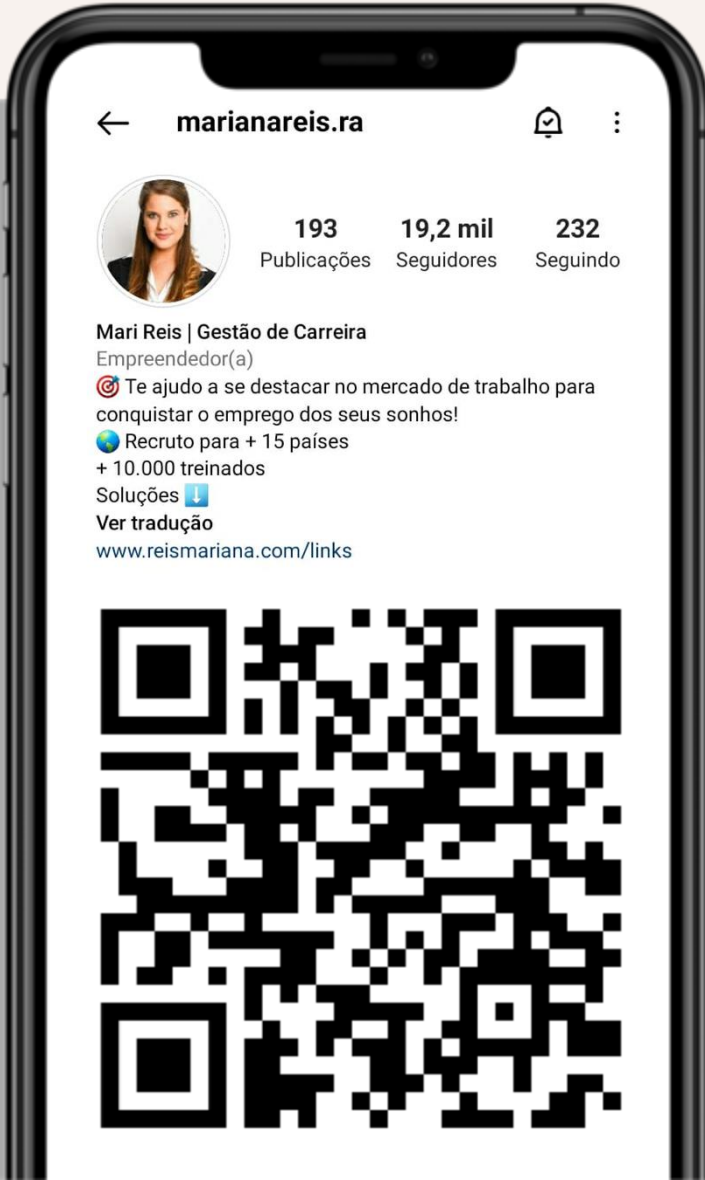 marianareis.ra
193 19,2 mil 232
Publicações Seguidores Seguindo
Mari Reis | Gestão de Carreira
Empreendedor(a)
🎯 Te ajudo a se destacar no mercado de trabalho para
conquistar o emprego dos seus sonhos!
🌎 Recruto para + 15 países
+ 10.000 treinados
Soluções ⬇️
Ver tradução
www.reismariana.com/links